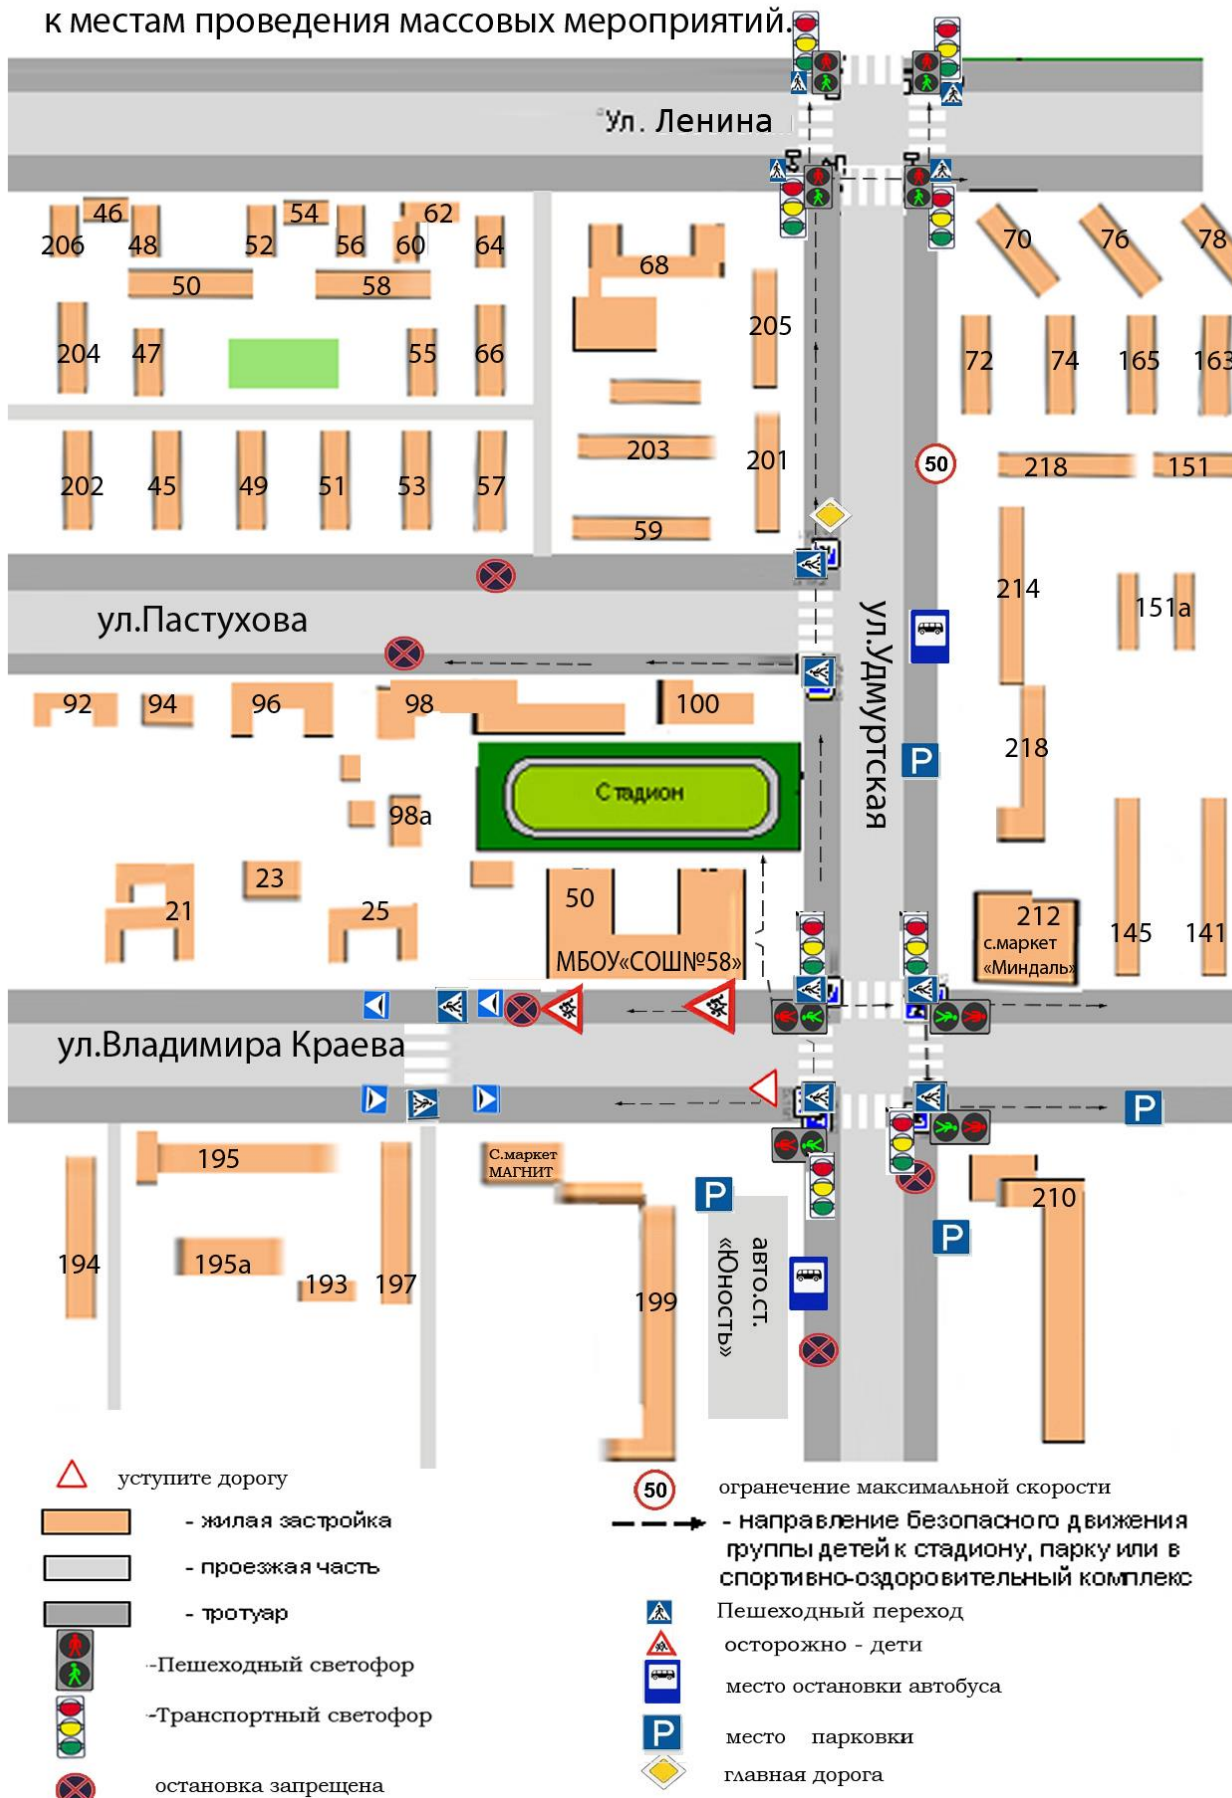 к местам проведения массовых мероприятий.
Ул. Ленина
46
54
62
206
48
52
56
60
64
50
58
68
70
76
78
205
204
47
55
66
72
74
165
163
203
201
50
218
151
202
45
49
51
53
57
59
214
151а
ул.Пастухова
ул.Удмуртская
92
94
96
98
100
218
P
Стадион
98а
23
21
25
50
212
145
141
МБОУ«СОШ№58»
с.маркет
«Миндаль»
ул.Владимира Краева
P
195
С.маркет
МАГНИТ
P
210
194
195а
193
197
199
авто.ст.
«Юность»
P
уступите дорогу
50
огранечение максимальной скорости
- жилая застройка
- направление безопасного движения
группы детей к стадиону, парку или в
спортивно-оздоровительный комплекс
- проезжая часть
- тротуар
Пешеходный переход
осторожно - дети
-Пешеходный светофор
место остановки автобуса
-Транспортный светофор
P
место парковки
главная дорога
остановка запрещена